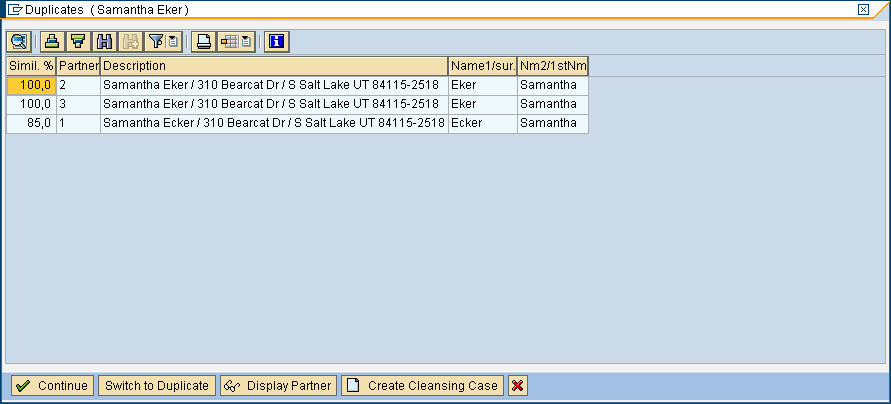 Duplicates ( Samantha Eker )
Simil. % Partner Description Name1/sur. Nm2/1stNm
100,0 2 Samantha Eker / 310 Bearcat Dr / S Salt Lake UT 84115-2518 Eker Samantha
100,0 3 Samantha Eker / 310 Bearcat Dr / S Salt Lake UT 84115-2518 Eker Samantha
85,0 1 Samantha Ecker / 310 Bearcat Dr / S Salt Lake UT 84115-2518 Ecker Samantha
Continue Switch to Duplicate Display Partner Create Cleansing Case